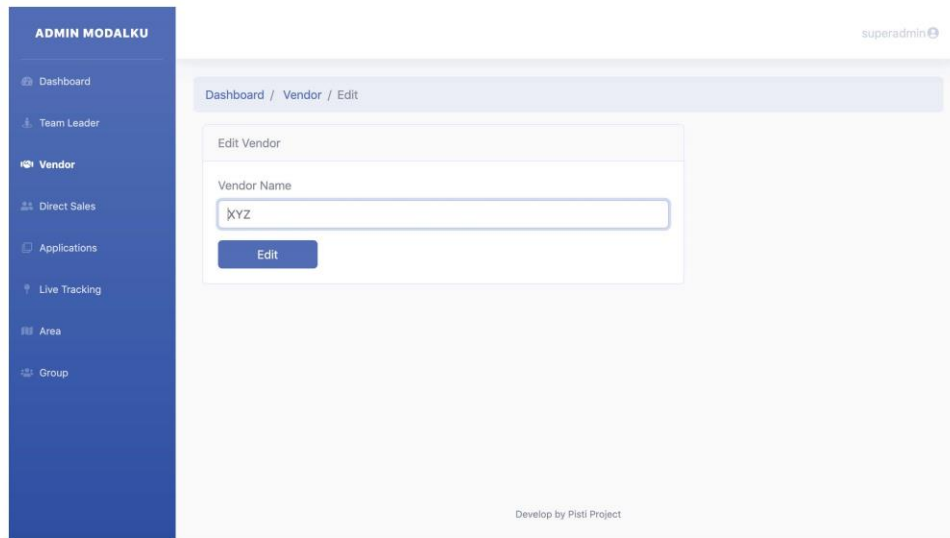 ADMIN MODALKU
superadmin
Dashboard
Team Leader
Vendor
Direct Sales
Applications
Live Tracking
Area
Group
Dashboard / Vendor / Edit
Edit Vendor
Vendor Name
XYZ
Edit
Develop by Pisti Project